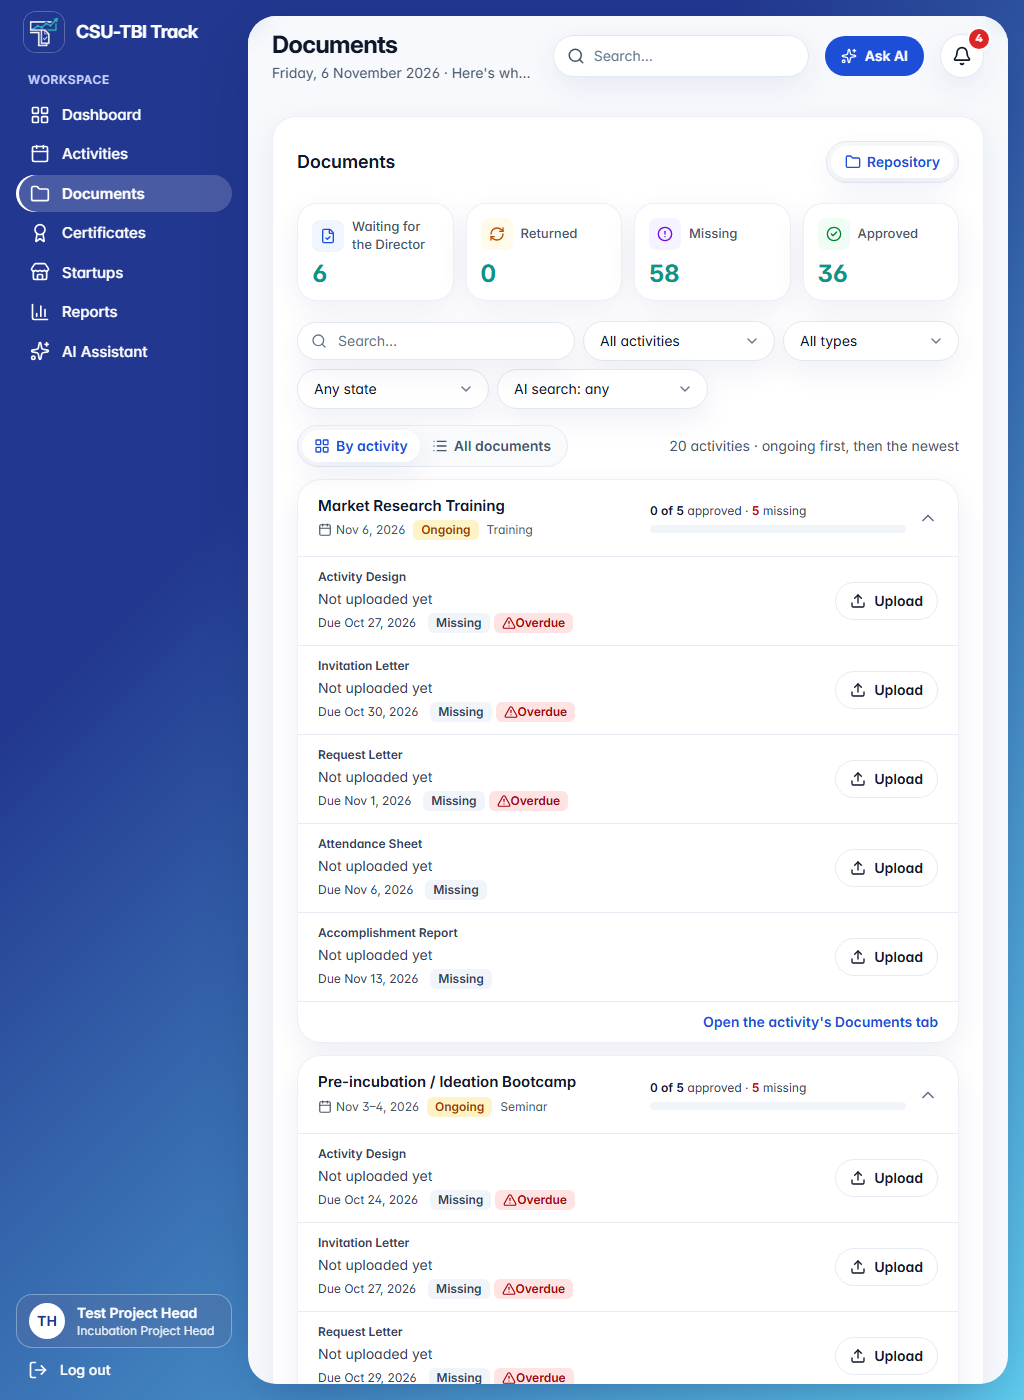 CSU-TBI Track
WORKSPACE
Dashboard
Activities
Documents
Certificates
Startups
Reports
AI Assistant
Test Project Head
TH
Incubation Project Head
Log out
Documents
Friday, 6 November 2026 · Here's wh...
Search...
Ask AI
4
Documents
Repository
Waiting for
the Director
6
Returned
0
Missing
58
Approved
36
Search...
All activities
All types
Any state
AI search: any
By activity
All documents
20 activities · ongoing first, then the newest
Market Research Training
Nov 6, 2026 Ongoing Training
0 of 5 approved · 5 missing
Activity Design
Not uploaded yet
Due Oct 27, 2026 Missing Overdue
Upload
Invitation Letter
Not uploaded yet
Due Oct 30, 2026 Missing Overdue
Upload
Request Letter
Not uploaded yet
Due Nov 1, 2026 Missing Overdue
Upload
Attendance Sheet
Not uploaded yet
Due Nov 6, 2026 Missing
Upload
Accomplishment Report
Not uploaded yet
Due Nov 13, 2026 Missing
Upload
Open the activity's Documents tab
Pre-incubation / Ideation Bootcamp
Nov 3–4, 2026 Ongoing Seminar
0 of 5 approved · 5 missing
Activity Design
Not uploaded yet
Due Oct 24, 2026 Missing Overdue
Upload
Invitation Letter
Not uploaded yet
Due Oct 27, 2026 Missing Overdue
Upload
Request Letter
Not uploaded yet
Due Oct 29, 2026 Missing Overdue
Upload